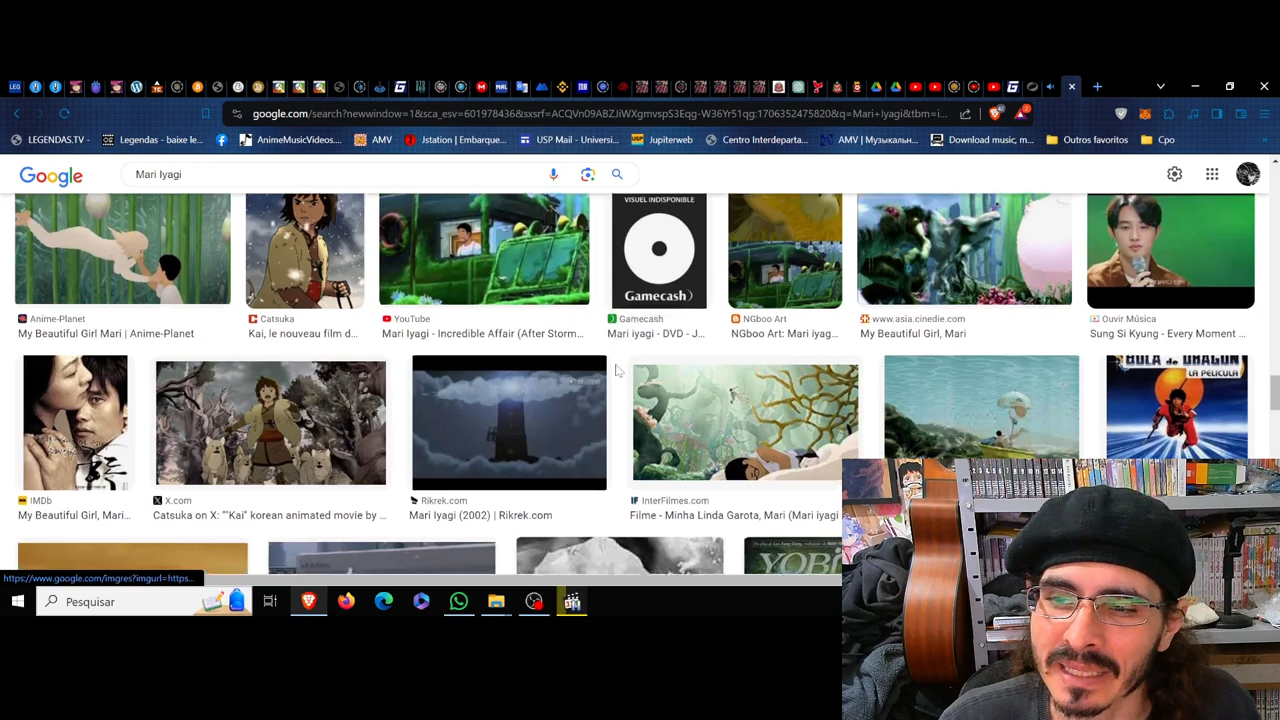 LEG
MAL
google.com/search?newwindow=1&sca_esv=601978436&sxsrf=ACQVn09ABZJiWXgmvspS3Eqg-W36Yr51qg:1706352475820&q=Mari+Iyagi&tbm=i...
LEGENDAS.TV -
Legendas - baixe le...
AnimeMusicVideos....
AMV
Jstation | Embarque...
USP Mail - Universi...
Jupiterweb
Centro Interdeparta...
AMV | Музыкальн...
Download music, m...
Outros favoritos
Cpo
Google
Mari Iyagi
VISUEL INDISPONIBLE
Gamecash
Anime-Planet
My Beautiful Girl Mari | Anime-Planet
Catsuka
Kai, le nouveau film d...
YouTube
Mari Iyagi - Incredible Affair (After Storm...
Gamecash
Mari iyagi - DVD - J...
NGboo Art
NGboo Art: Mari iyag...
www.asia.cinedie.com
My Beautiful Girl, Mari
Ouvir Música
Sung Si Kyung - Every Moment ...
BOLA de DRAGON
LA PELICULA
IMDb
My Beautiful Girl, Mari...
X.com
Catsuka on X: ""Kai" korean animated movie by ...
Rikrek.com
Mari Iyagi (2002) | Rikrek.com
InterFilmes.com
Filme - Minha Linda Garota, Mari (Mari iyagi
YOBI
https://www.google.com/imgres?imgurl=https...
Pesquisar